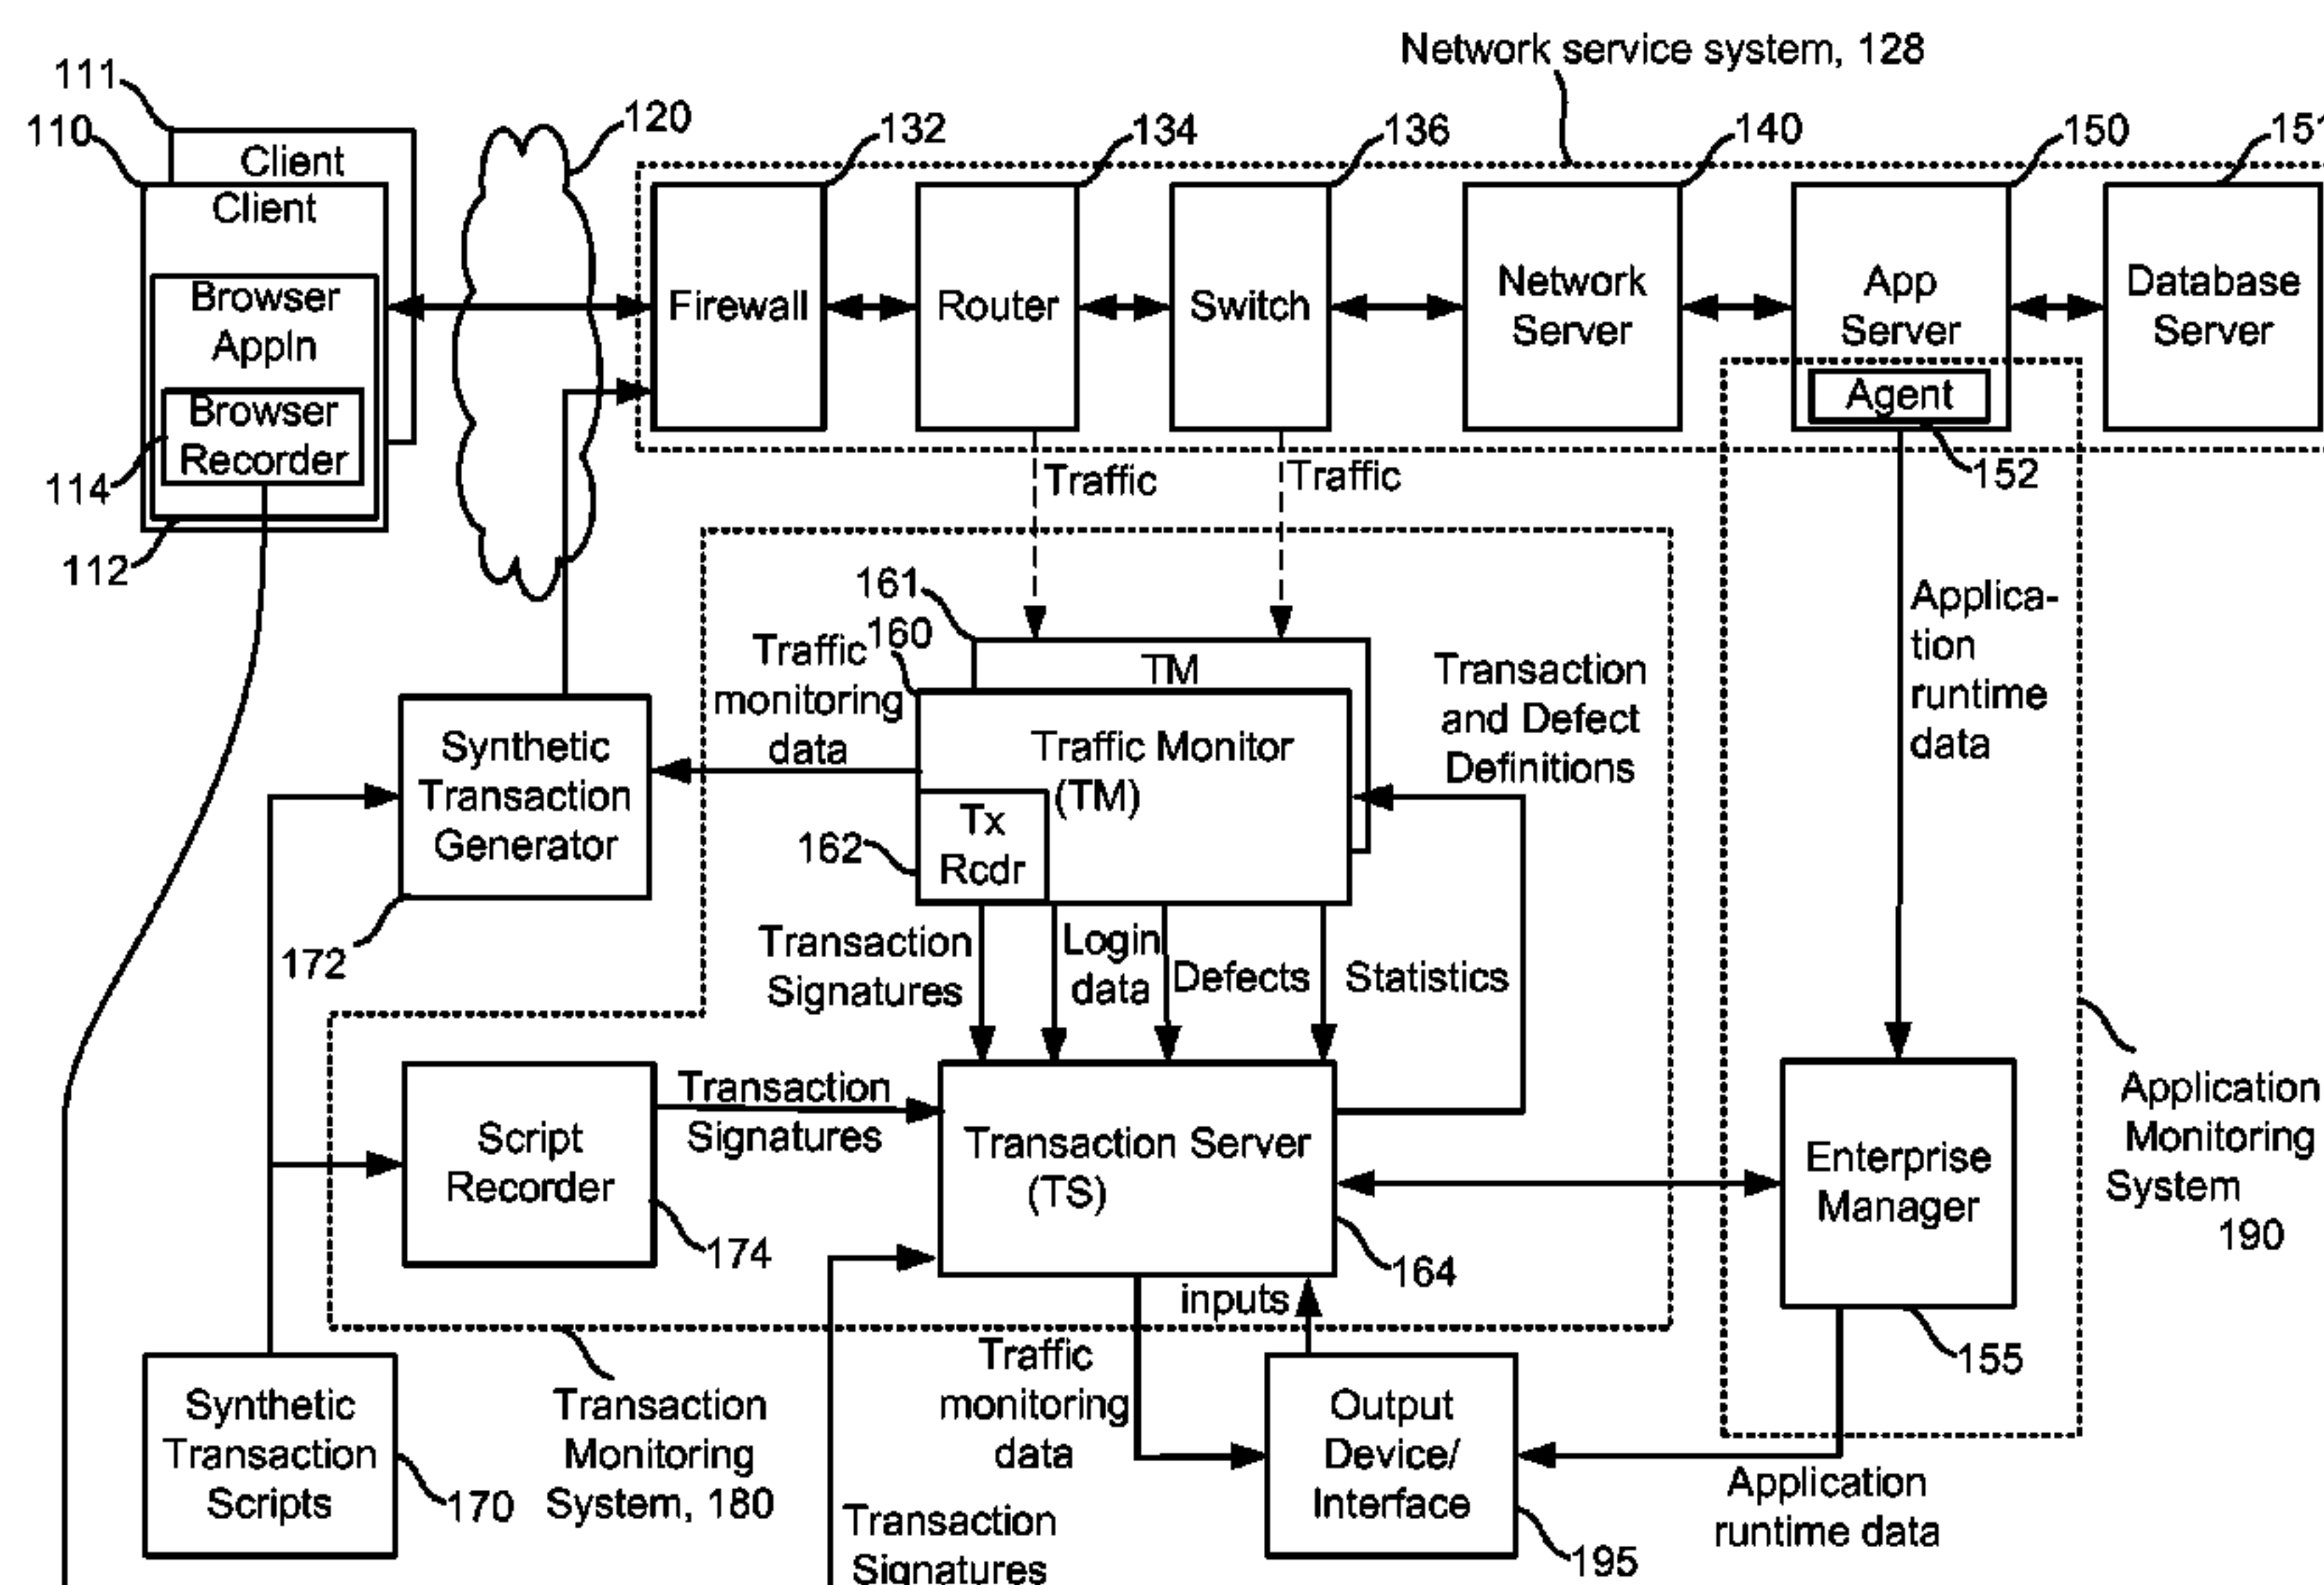 Network service system, 128
111
110
120
132
134
136
140
150
151
Client
Client
Browser
Appln
Browser
Recorder
114
112
Firewall
Router
Switch
Network
Server
App
Server
Agent
152
Database
Server
Traffic
Traffic
161
160
Traffic
monitoring
data
TM
Traffic Monitor
(TM)
Tx
Rcdr
162
Transaction
and Defect
Definitions
Applica-
tion
runtime
data
Synthetic
Transaction
Generator
172
Transaction
Signatures
Login
data
Defects
Statistics
Script
Recorder
174
Transaction
Signatures
Transaction Server
(TS)
164
Enterprise
Manager
155
Application
Monitoring
System
190
inputs
Synthetic
Transaction
Scripts
170
Transaction
Monitoring
System, 180
Traffic
monitoring
data
Output
Device/
Interface
195
Application
runtime data
Transaction
Signatures